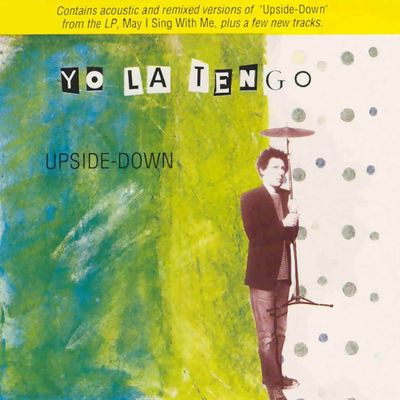 Contains acoustic and remixed versions of "Upside-Down"
from the LP, May I Sing With Me, plus a few new tracks.
YO LA TENGO
UPSIDE-DOWN